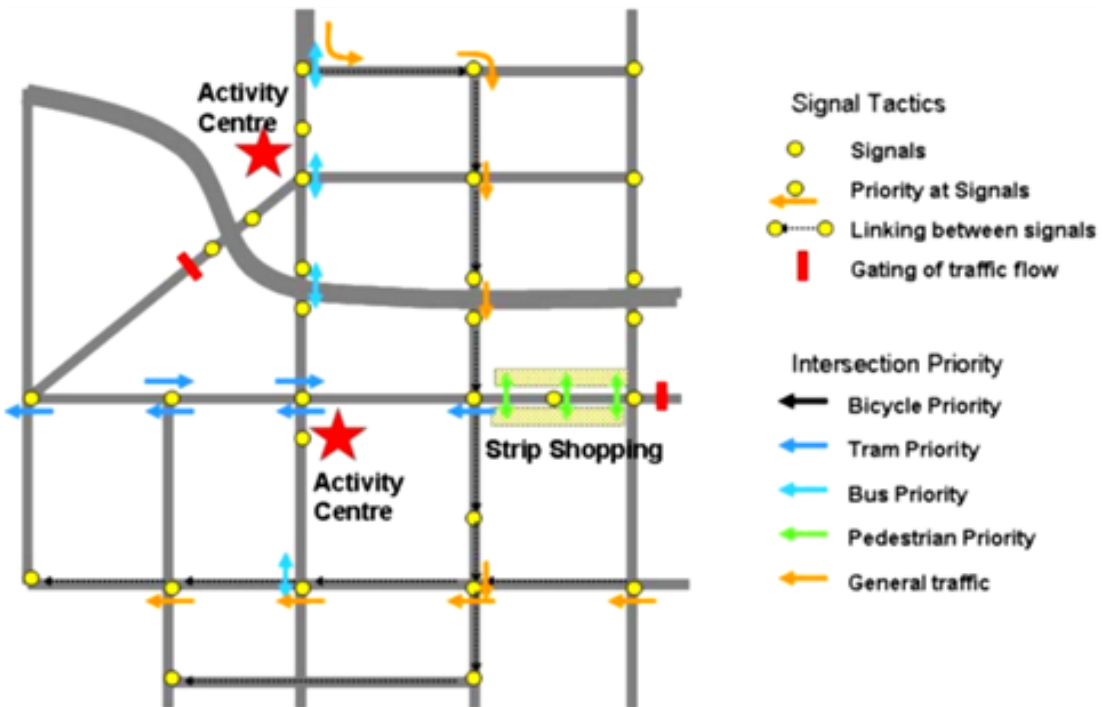 Activity
Centre
Activity
Centre
Strip Shopping
Signal Tactics
Signals
Priority at Signals
Linking between signals
Gating of traffic flow
Intersection Priority
Bicycle Priority
Tram Priority
Bus Priority
Pedestrian Priority
General traffic